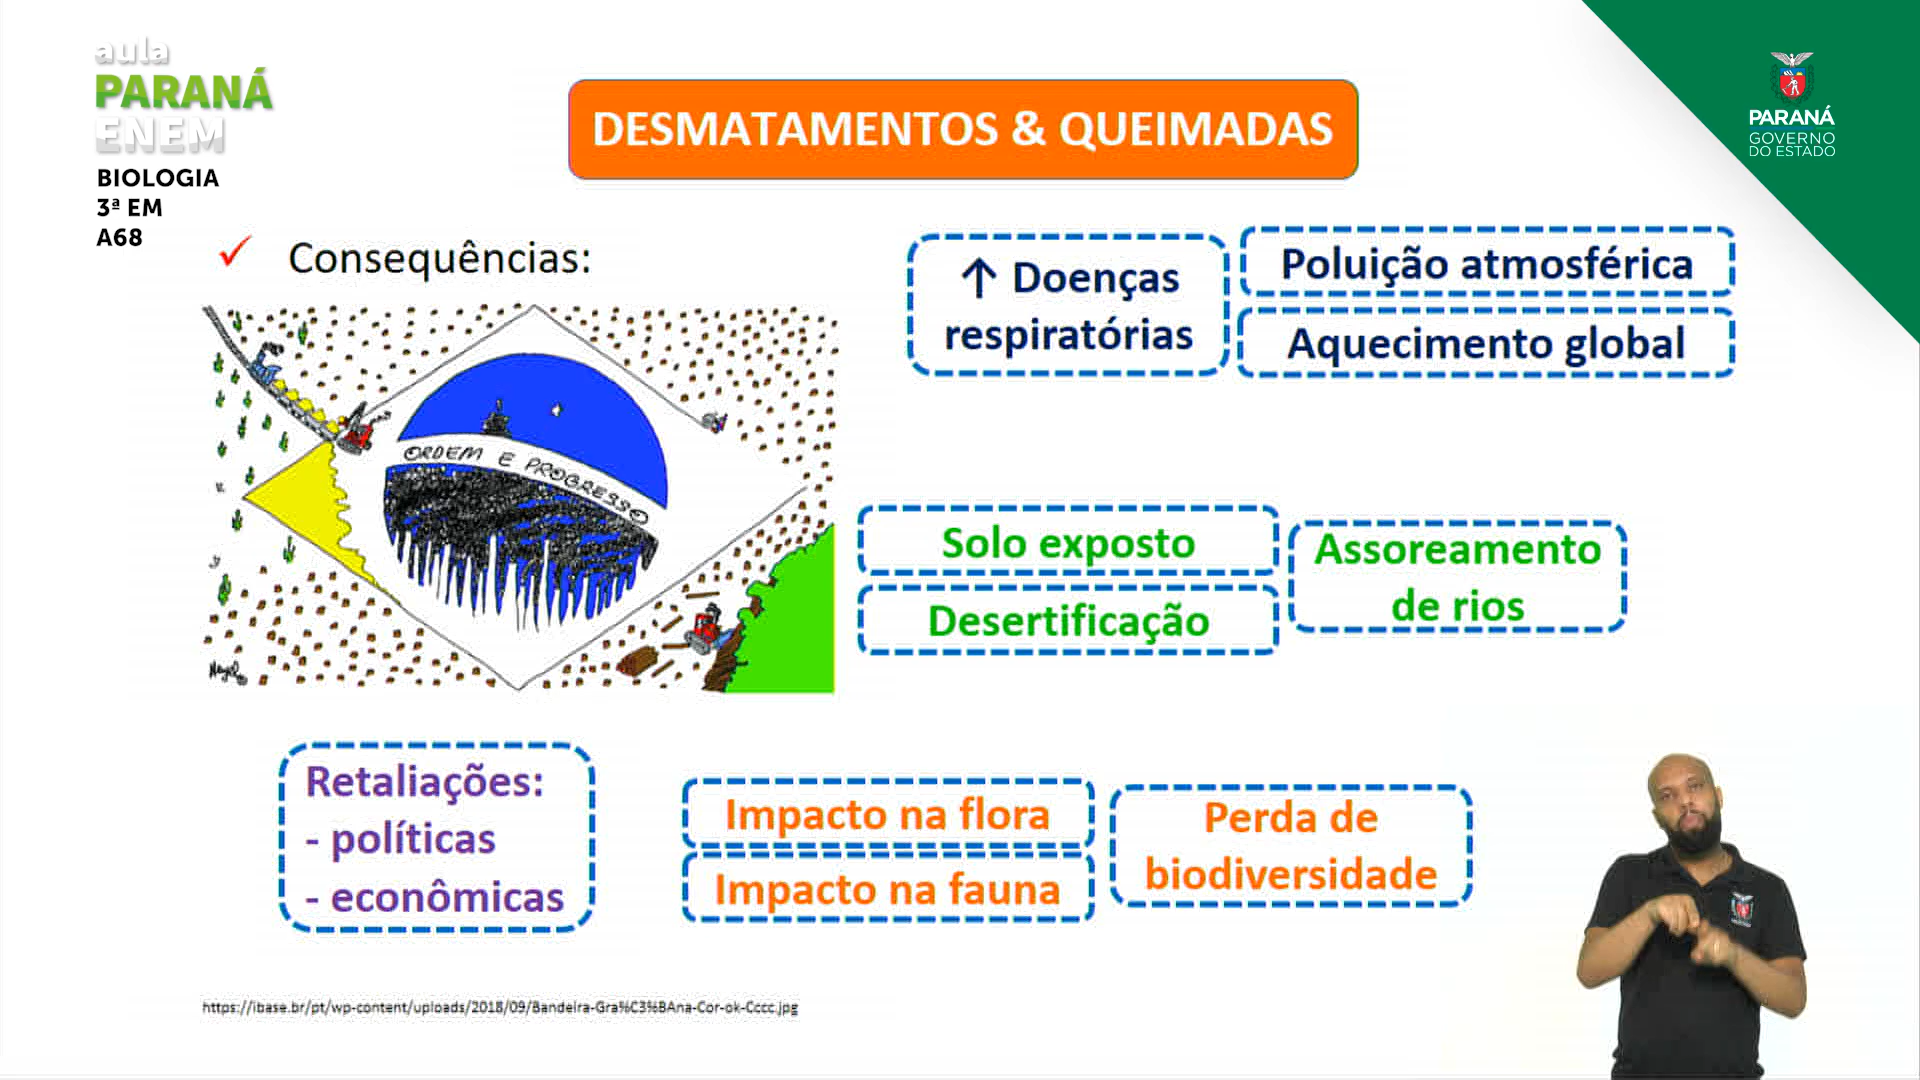 aula
PARANÁ
ENEM
BIOLOGIA
3ª EM
A68
DESMATAMENTOS & QUEIMADAS
PARANÁ
GOVERNO
DO ESTADO
✓ Consequências:
↑ Doenças
respiratórias
Poluição atmosférica
Aquecimento global
ORDEM E PROGRESSO
Solo exposto
Desertificação
Assoreamento
de rios
Retaliações:
- políticas
- econômicas
Impacto na flora
Impacto na fauna
Perda de
biodiversidade
https://ibase.br/pt/wp-content/uploads/2018/09/Bandeira-Gra%C3%BAna-Cor-ok-Cccc.jpg